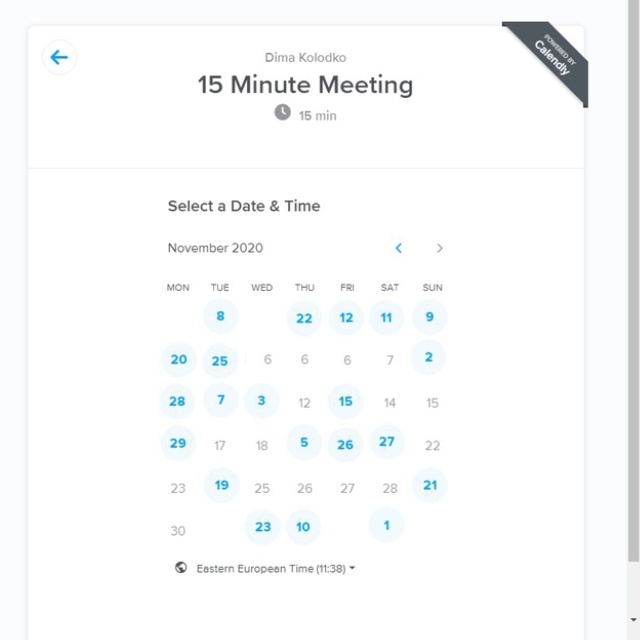 POWERED BY
Calendly
Dima Kolodko
15 Minute Meeting
15 min
Select a Date & Time
November 2020
MON TUE WED THU FRI SAT SUN
8 22 12 11 9
20 25 6 6 6 7 2
28 7 3 12 15 14 15
29 17 18 5 26 27 22
23 19 25 26 27 28 21
30 23 10 1
Eastern European Time (11:38)